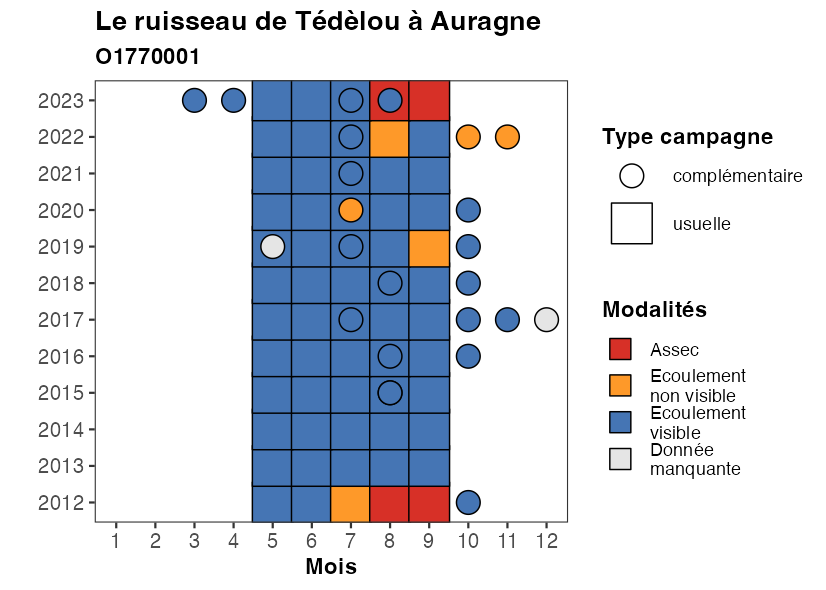 Le ruisseau de Tédèlou à Auragne
O1770001
2023
2022
2021
2020
2019
2018
2017
2016
2015
2014
2013
2012
1 2 3 4 5 6 7 8 9 10 11 12
Mois
Type campagne
complémentaire
usuelle
Modalités
Assec
Ecoulement
non visible
Ecoulement
visible
Donnée
manquante